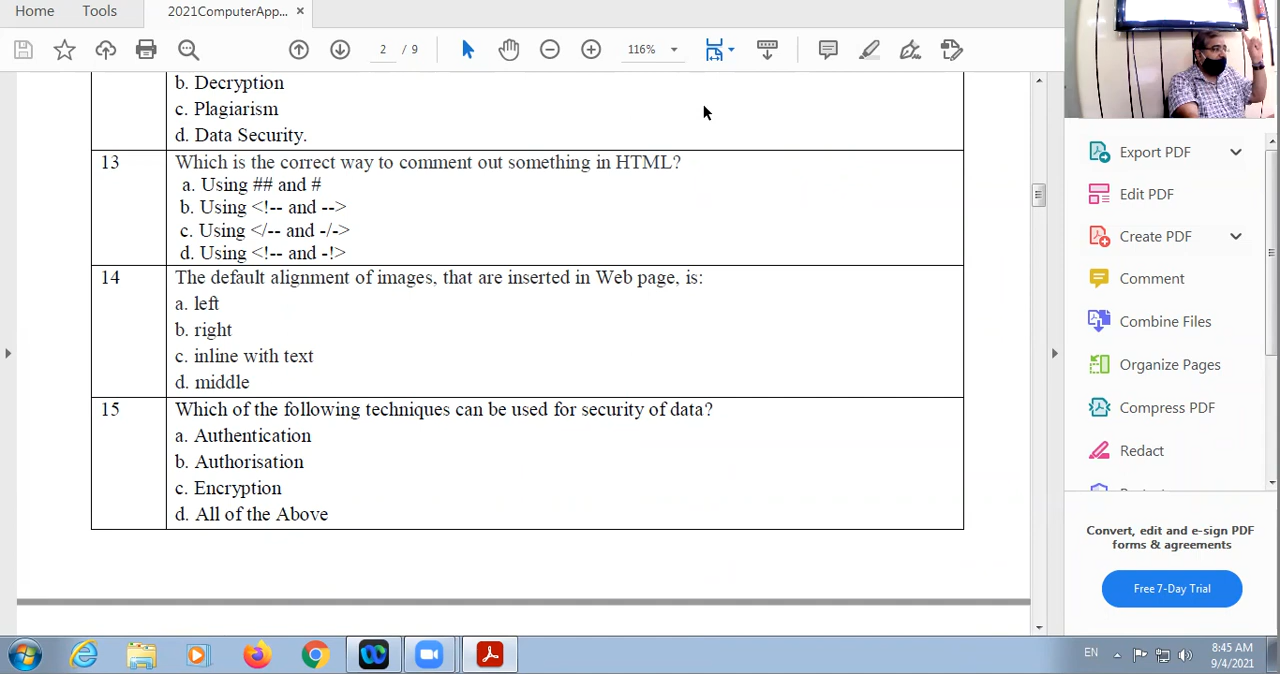 Home Tools 2021ComputerApp... ×
2 / 9 116%
b. Decryption
c. Plagiarism
d. Data Security.
13 Which is the correct way to comment out something in HTML?
a. Using ## and #
b. Using <!-- and -->
c. Using </-- and -/->
d. Using <!-- and -!>
14 The default alignment of images, that are inserted in Web page, is:
a. left
b. right
c. inline with text
d. middle
15 Which of the following techniques can be used for security of data?
a. Authentication
b. Authorisation
c. Encryption
d. All of the Above
Export PDF
Edit PDF
Create PDF
Comment
Combine Files
Organize Pages
Compress PDF
Redact
Convert, edit and e-sign PDF
forms & agreements
Free 7-Day Trial
EN 8:45 AM
9/4/2021